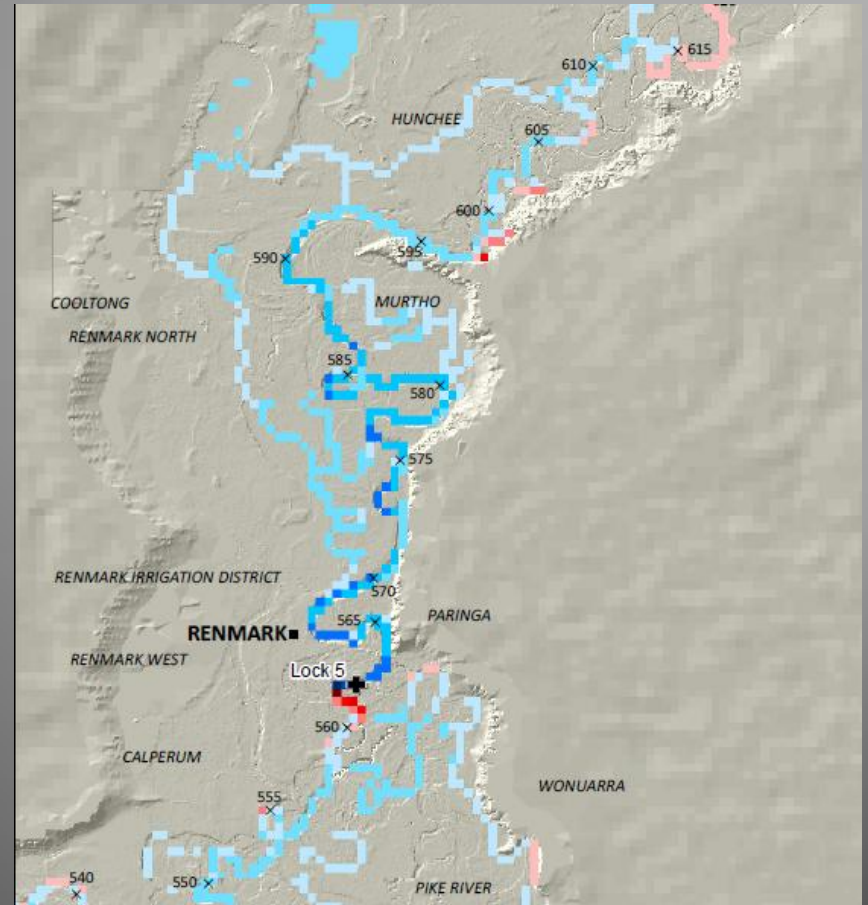 615
610
HUNCHEE
605
600
595
590
COOLTONG
MURTHO
RENMARK NORTH
585
580
575
RENMARK IRRIGATION DISTRICT
570
PARINGA
565
RENMARK
RENMARK WEST
Lock 5
560
CALPERUM
WONUARRA
555
540
550
PIKE RIVER